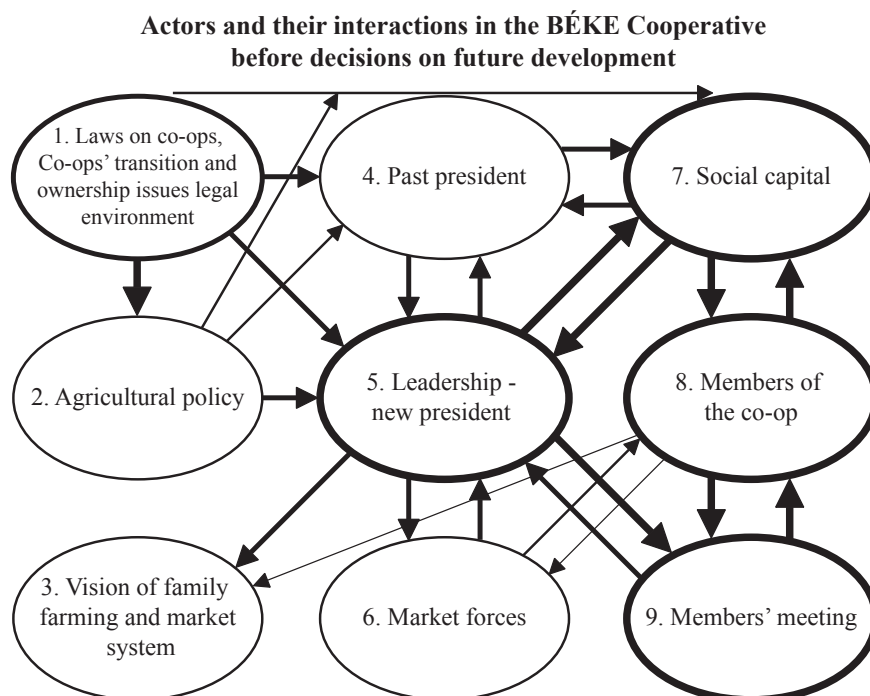 Actors and their interactions in the BÉKE Cooperative
before decisions on future development
1. Laws on co-ops,
Co-ops’ transition and
ownership issues legal
environment
4. Past president
7. Social capital
2. Agricultural policy
5. Leadership -
new president
8. Members of
the co-op
3. Vision of family
farming and market
system
6. Market forces
9. Members’ meeting